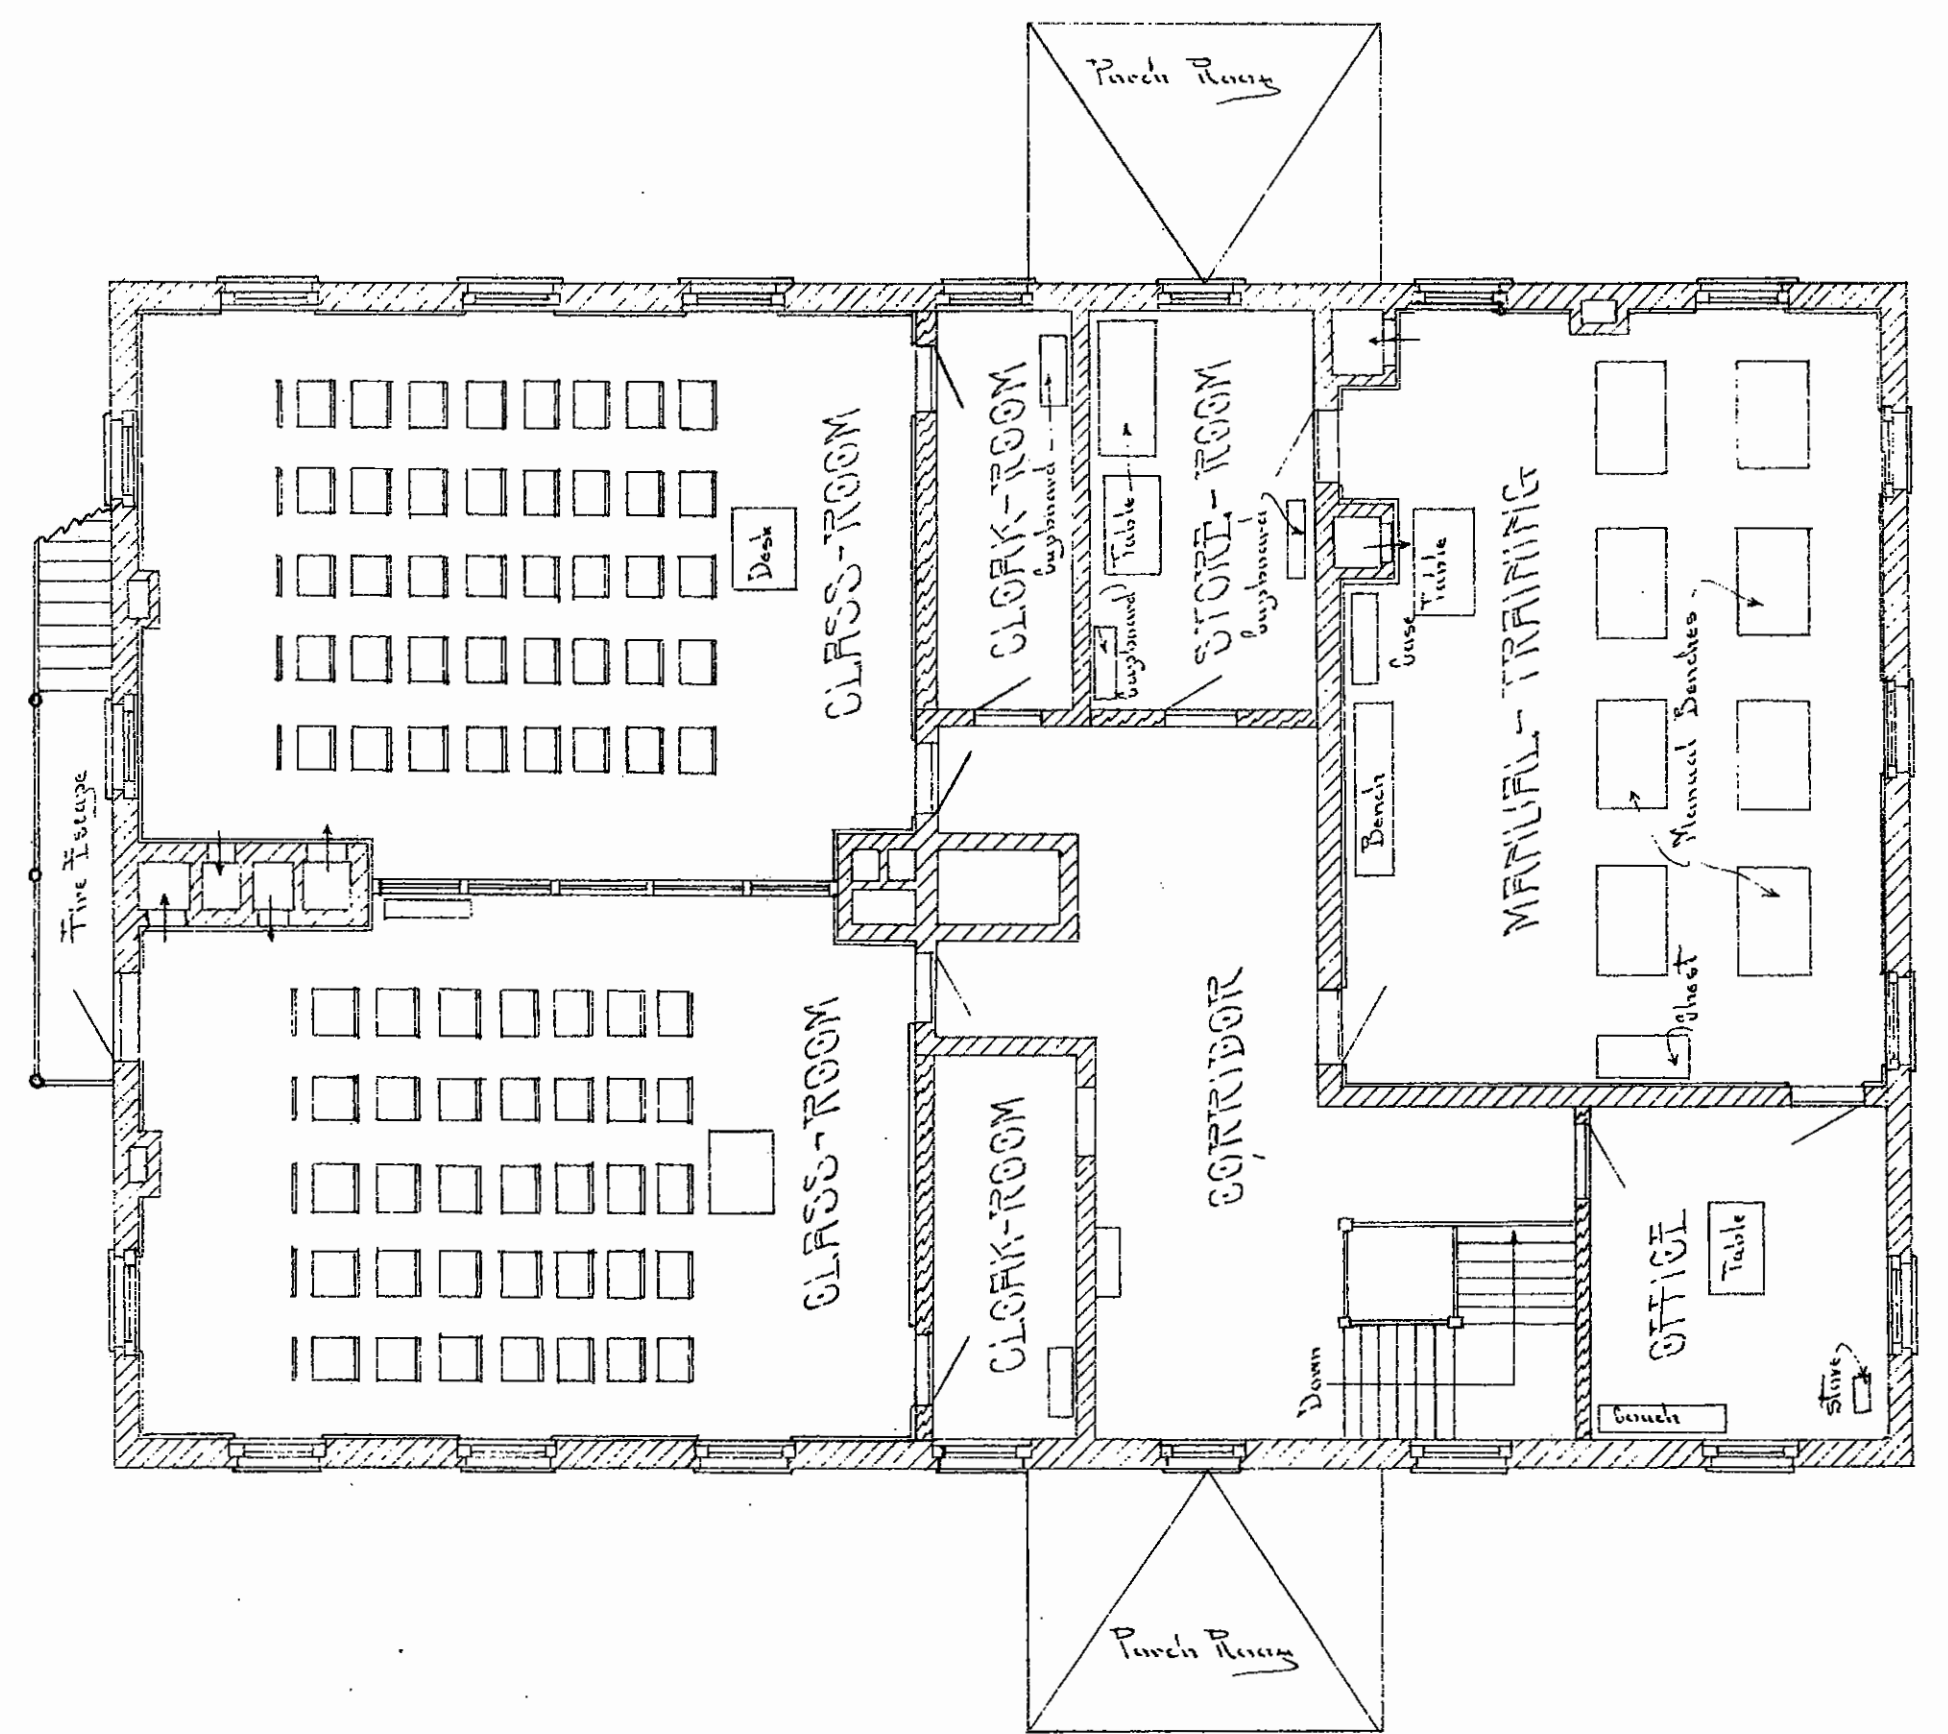 Porch Roof
CLASS-ROOM
Desk
CLOAK-ROOM
Cupboard
STORE-ROOM
Table
Cupboard
Cupboard
MANUAL-TRAINING
Table
Case
Bench
Manual Benches
Chest
Fire Escape
CLASS-ROOM
CLOAK-ROOM
CORRIDOR
Down
OFFICE
Table
Couch
Stove
Porch Roof